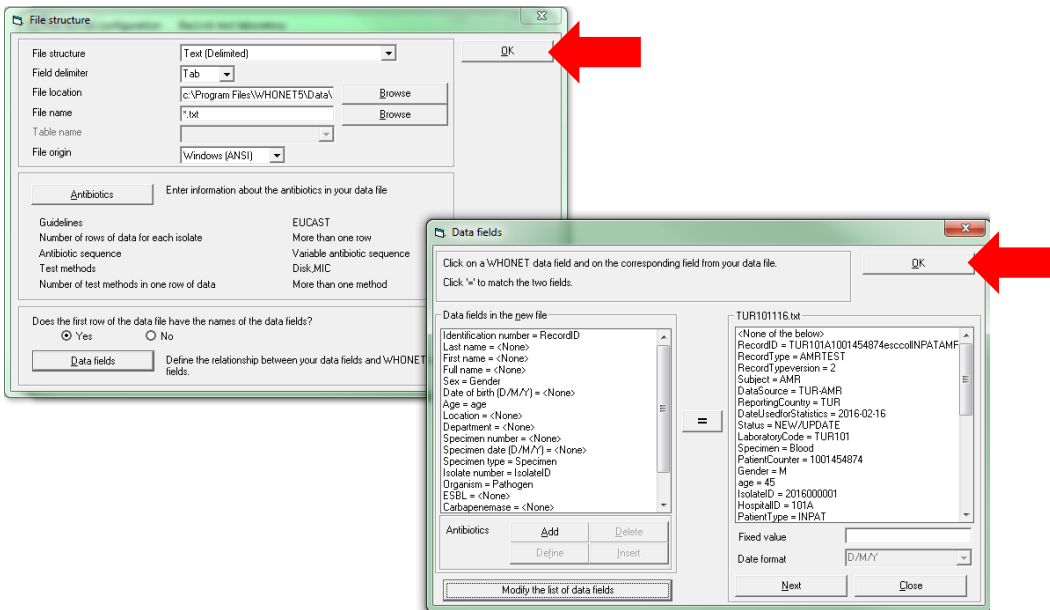 File structure
OK
File structure Text (Delimited)
Field delimiter Tab
File location c:\Program Files\WHONET5\Data\ Browse
File name *.txt Browse
Table name
File origin Windows (ANSI)
Antibiotics Enter information about the antibiotics in your data file
Guidelines EUCAST
Number of rows of data for each isolate More than one row
Antibiotic sequence Variable antibiotic sequence
Test methods Disk,MIC
Number of test methods in one row of data More than one method
Does the first row of the data file have the names of the data fields?
Yes No
Data fields Define the relationship between your data fields and WHONET
fields.
Data fields
Click on a WHONET data field and on the corresponding field from your data file.
Click '=' to match the two fields.
OK
Data fields in the new file
Identification number = RecordID
Last name = <None>
First name = <None>
Full name = <None>
Sex = Gender
Date of birth (D/M/Y) = <None>
Age = age
Location = <None>
Department = <None>
Specimen number = <None>
Specimen date (D/M/Y) = <None>
Specimen type = Specimen
Isolate number = IsolateID
Organism = Pathogen
ESBL = <None>
Carbapenemase = <None>
=
TUR101116.txt
<None of the below>
RecordID = TUR101A1001454874esccolINPATAMF
RecordType = AMRTEST
RecordTypeversion = 2
Subject = AMR
DataSource = TUR-AMR
ReportingCountry = TUR
DateUsedforStatistics = 2016-02-16
Status = NEW/UPDATE
LaboratoryCode = TUR101
Specimen = Blood
PatientCounter = 1001454874
Gender = M
age = 45
IsolateID = 2016000001
HospitalID = 101A
PatientType = INPAT
Antibiotics Add Delete
Define Insert
Modify the list of data fields
Fixed value
Date format D/M/Y
Next Close